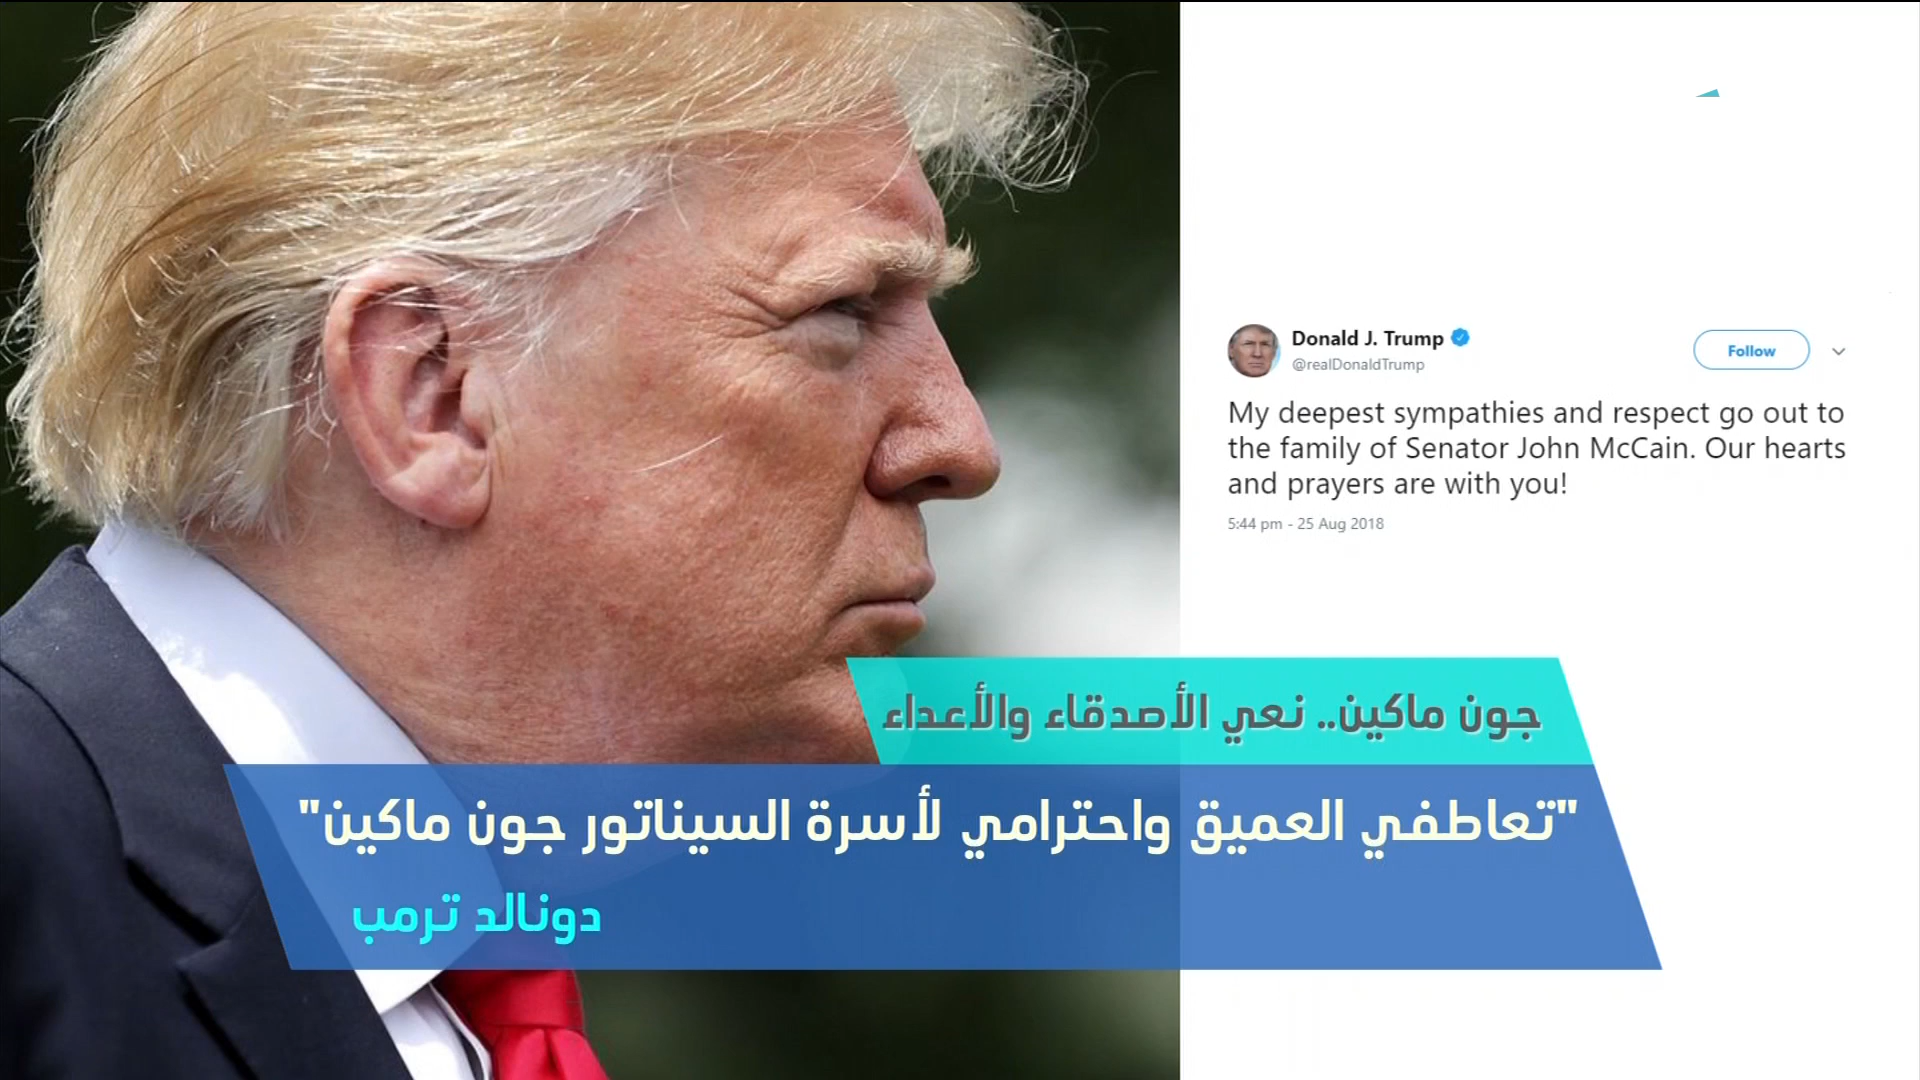 Donald J. Trump
@realDonaldTrump
Follow
My deepest sympathies and respect go out to
the family of Senator John McCain. Our hearts
and prayers are with you!
5:44 pm - 25 Aug 2018
جون ماكين.. نعي الأصدقاء والأعداء
"تعاطفي العميق واحترامي لأسرة السيناتور جون ماكين"
دونالد ترمب